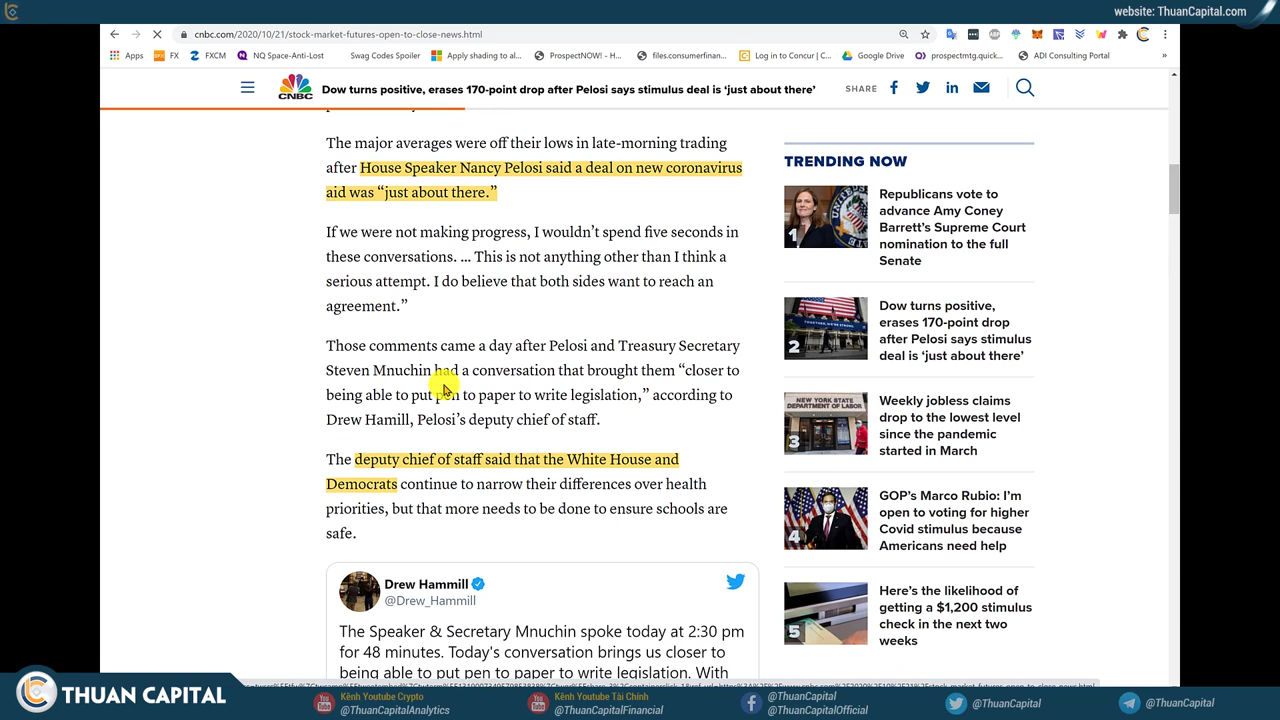 website: ThuanCapital.com
cnbc.com/2020/10/21/stock-market-futures-open-to-close-news.html
Apps
FX
FXCM
NQ Space-Anti-Lost
Swag Codes Spoiler
Apply shading to al...
ProspectNOW! - H...
files.consumerfinan...
Log in to Concur (C...
Google Drive
prospectmtg.quick...
ADI Consulting Portal
»
CNBC
Dow turns positive, erases 170-point drop after Pelosi says stimulus deal is ‘just about there’
SHARE
The major averages were off their lows in late-morning trading
after House Speaker Nancy Pelosi said a deal on new coronavirus
aid was “just about there.”
If we were not making progress, I wouldn’t spend five seconds in
these conversations. ... This is not anything other than I think a
serious attempt. I do believe that both sides want to reach an
agreement.”
Those comments came a day after Pelosi and Treasury Secretary
Steven Mnuchin had a conversation that brought them “closer to
being able to put pen to paper to write legislation,” according to
Drew Hamill, Pelosi’s deputy chief of staff.
The deputy chief of staff said that the White House and
Democrats continue to narrow their differences over health
priorities, but that more needs to be done to ensure schools are
safe.
Drew Hammill
@Drew_Hammill
The Speaker & Secretary Mnuchin spoke today at 2:30 pm
for 48 minutes. Today's conversation brings us closer to
being able to put pen to paper to write legislation. With
TRENDING NOW
1
Republicans vote to
advance Amy Coney
Barrett’s Supreme Court
nomination to the full
Senate
2
Dow turns positive,
erases 170-point drop
after Pelosi says stimulus
deal is ‘just about there’
NEW YORK STATE
DEPARTMENT OF LABOR
3
Weekly jobless claims
drop to the lowest level
since the pandemic
started in March
4
GOP’s Marco Rubio: I’m
open to voting for higher
Covid stimulus because
Americans need help
5
Here’s the likelihood of
getting a $1,200 stimulus
check in the next two
weeks
THUAN CAPITAL
Kênh Youtube Crypto
@ThuanCapitalAnalytics
Kênh Youtube Tài Chính
@ThuanCapitalFinancial
@ThuanCapital
@ThuanCapitalOfficial
@ThuanCapital
@ThuanCapital